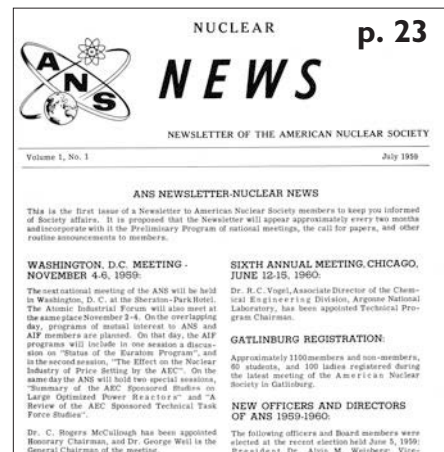 NUCLEAR
p. 23
ANS
NEWS
NEWSLETTER OF THE AMERICAN NUCLEAR SOCIETY
Volume 1, No. 1
July 1959
ANS NEWSLETTER-NUCLEAR NEWS
This is the first issue of a Newsletter to American Nuclear Society members to keep you informed
of Society affairs. It is proposed that the Newsletter will appear approximately every two months
and incorporate with it the Preliminary Program of national meetings, the call for papers, and other
routine announcements to members.
WASHINGTON, D.C. MEETING -
NOVEMBER 4-6, 1959:
The next national meeting of the ANS will be held
in Washington, D. C. at the Sheraton-Park Hotel.
The Atomic Industrial Forum will also meet at
the same place November 2-4. On the overlapping
day, programs of mutual interest to ANS and
AIF members are planned. On that day, the AIF
programs will include in one session a discus-
sion on "Status of the Euratom Program", and
in the second session, "The Effect on the Nuclear
Industry of Price Setting by the AEC". On the
same day the ANS will hold two special sessions,
"Summary of the AEC Sponsored Studies on
Large Optimized Power Reactors" and "A
Review of the AEC Sponsored Technical Task
Force Studies".
Dr. C. Rogers McCullough has been appointed
Honorary Chairman, and Dr. George Weil is the
General Chairman of the meeting.
SIXTH ANNUAL MEETING, CHICAGO,
JUNE 12-15, 1960:
Dr. R. C. Vogel, Associate Director of the Chem-
ical Engineering Division, Argonne National
Laboratory, has been appointed Technical Pro-
gram Chairman.
GATLINBURG REGISTRATION:
Approximately 1100 members and non-members,
80 students, and 100 ladies registered during
the latest meeting of the American Nuclear
Society in Gatlinburg.
NEW OFFICERS AND DIRECTORS
OF ANS 1959-1960:
The following officers and Board members were
elected at the recent election held June 5, 1959:
President Dr. Alvin M. Weinberg; Vice-